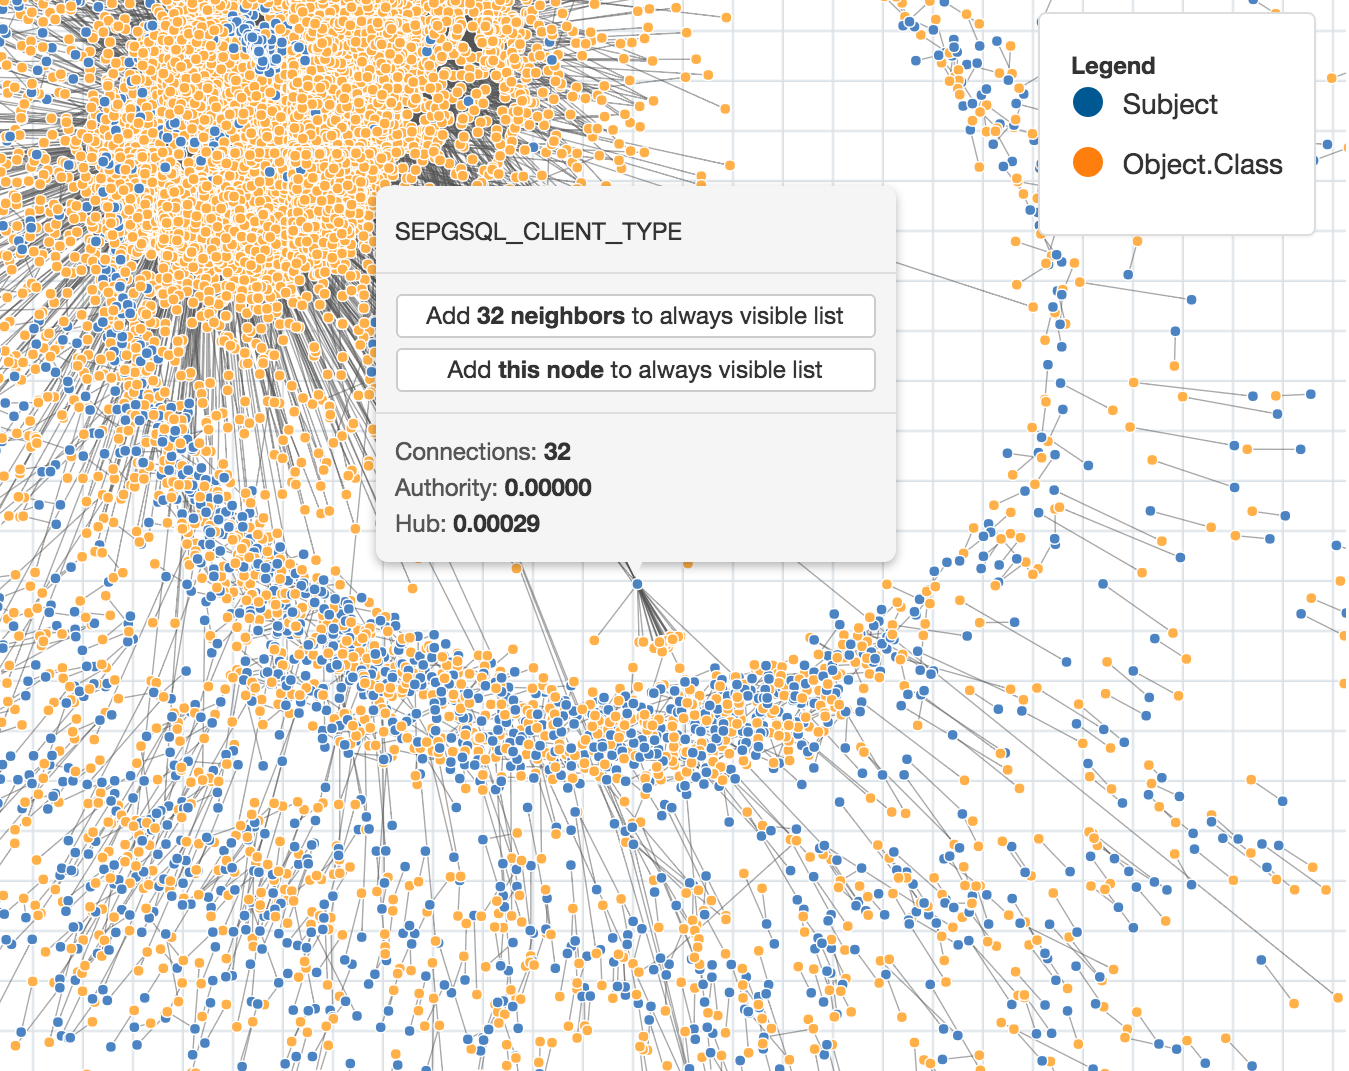 Legend
Subject
Object.Class
SEPGSQL_CLIENT_TYPE
Add 32 neighbors to always visible list
Add this node to always visible list
Connections: 32
Authority: 0.00000
Hub: 0.00029